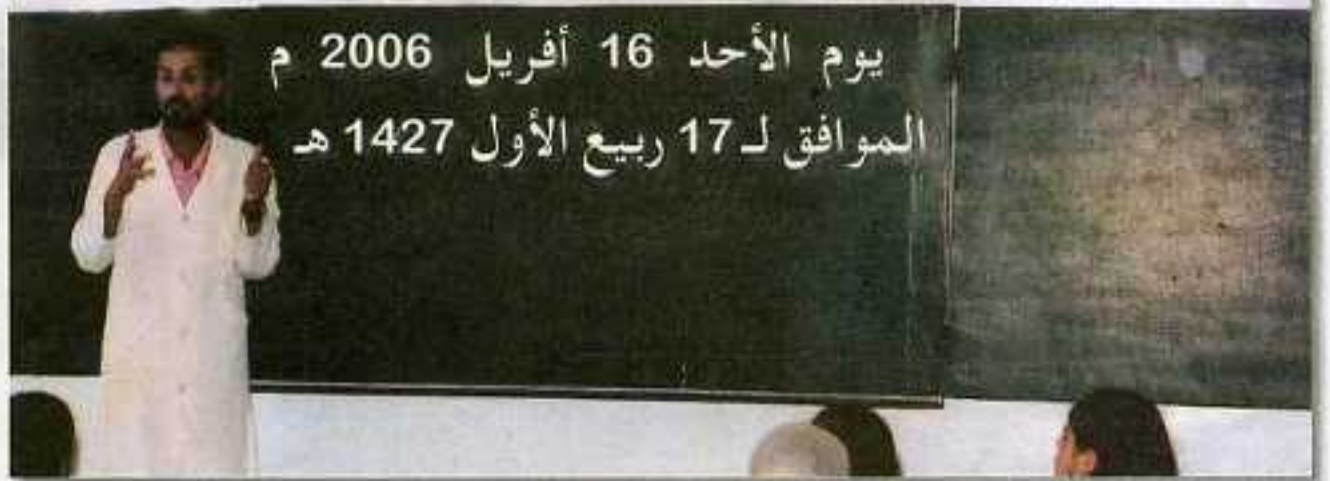 يوم الأحد 16 أفريل 2006 م
الموافق لـ 17 ربيع الأول 1427 هـ